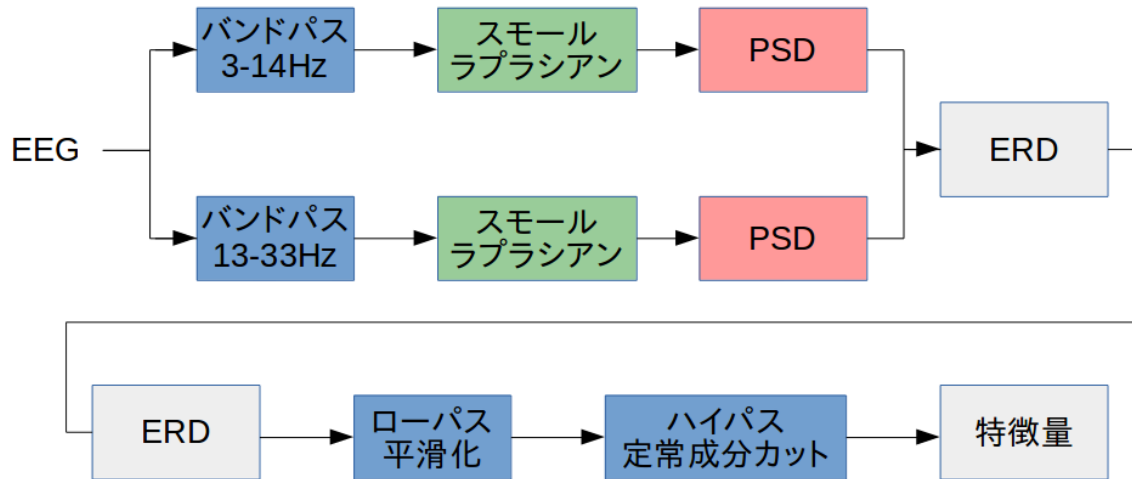 バンドパス
3-14Hz
スモール
ラプラシアン
PSD
EEG
ERD
バンドパス
13-33Hz
スモール
ラプラシアン
PSD
ERD
ローパス
平滑化
ハイパス
定常成分カット
特徴量